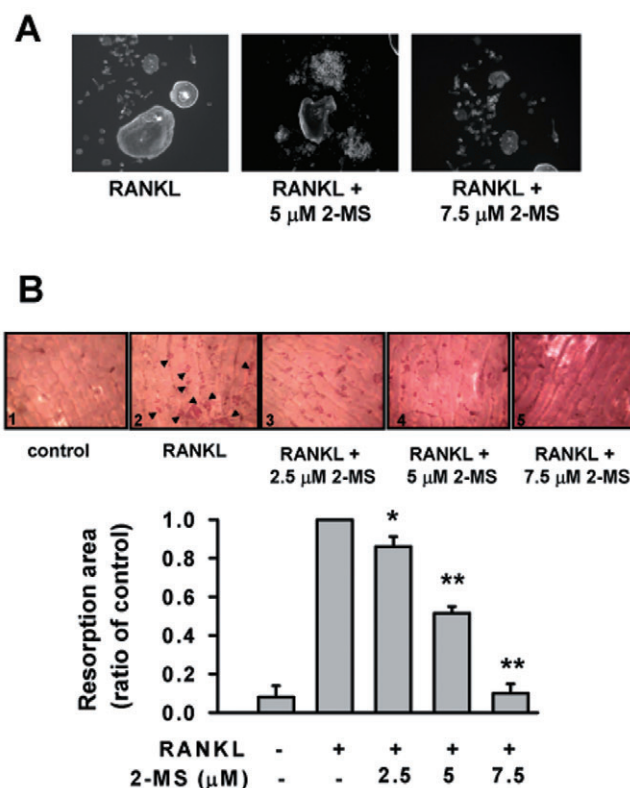 A
RANKL
RANKL +
5 µM 2-MS
RANKL +
7.5 µM 2-MS
B
1 2 3 4 5
control
RANKL
RANKL +
2.5 µM 2-MS
RANKL +
5 µM 2-MS
RANKL +
7.5 µM 2-MS
Resorption area
(ratio of control)
1.0
0.8
0.6
0.4
0.2
0.0
*
**
**
RANKL - + + + +
2-MS (µM) - - 2.5 5 7.5